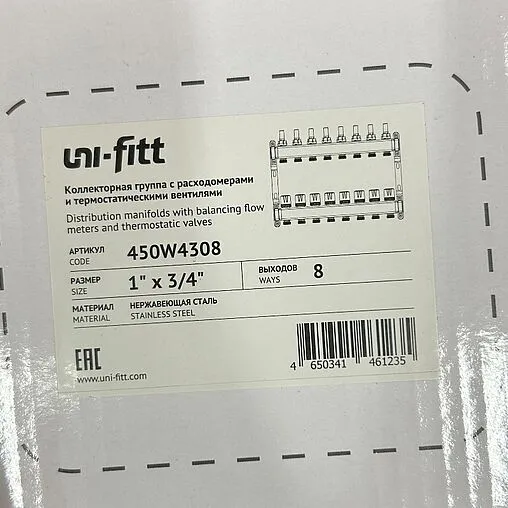 uni-fitt
Коллекторная группа с расходомерами
и термостатическими вентилями
Distribution manifolds with balancing flow
meters and thermostatic valves
АРТИКУЛ
CODE
450W4308
РАЗМЕР
SIZE
1" x 3/4"
ВЫХОДОВ
WAYS
8
МАТЕРИАЛ
MATERIAL
НЕРЖАВЕЮЩАЯ СТАЛЬ
STAINLESS STEEL
EAC
www.uni-fitt.com
4 650341 461235